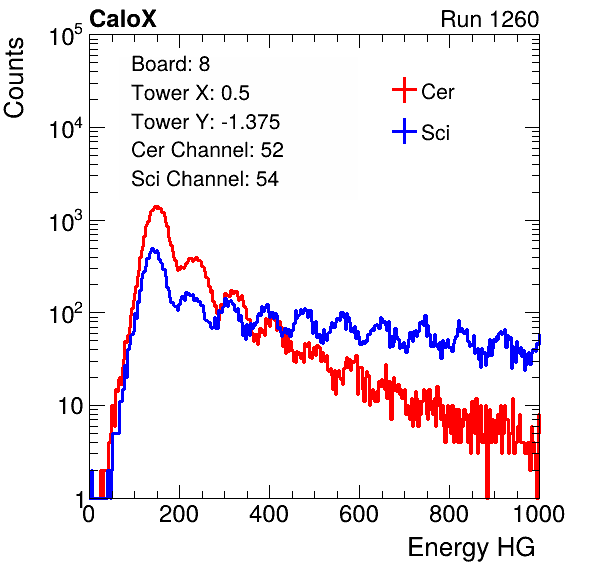 CaloX Run 1260
Counts
Board: 8
Tower X: 0.5
Tower Y: -1.375
Cer Channel: 52
Sci Channel: 54
Cer
Sci
10^5
10^4
10^3
10^2
10
1
0 200 400 600 800 1000
Energy HG